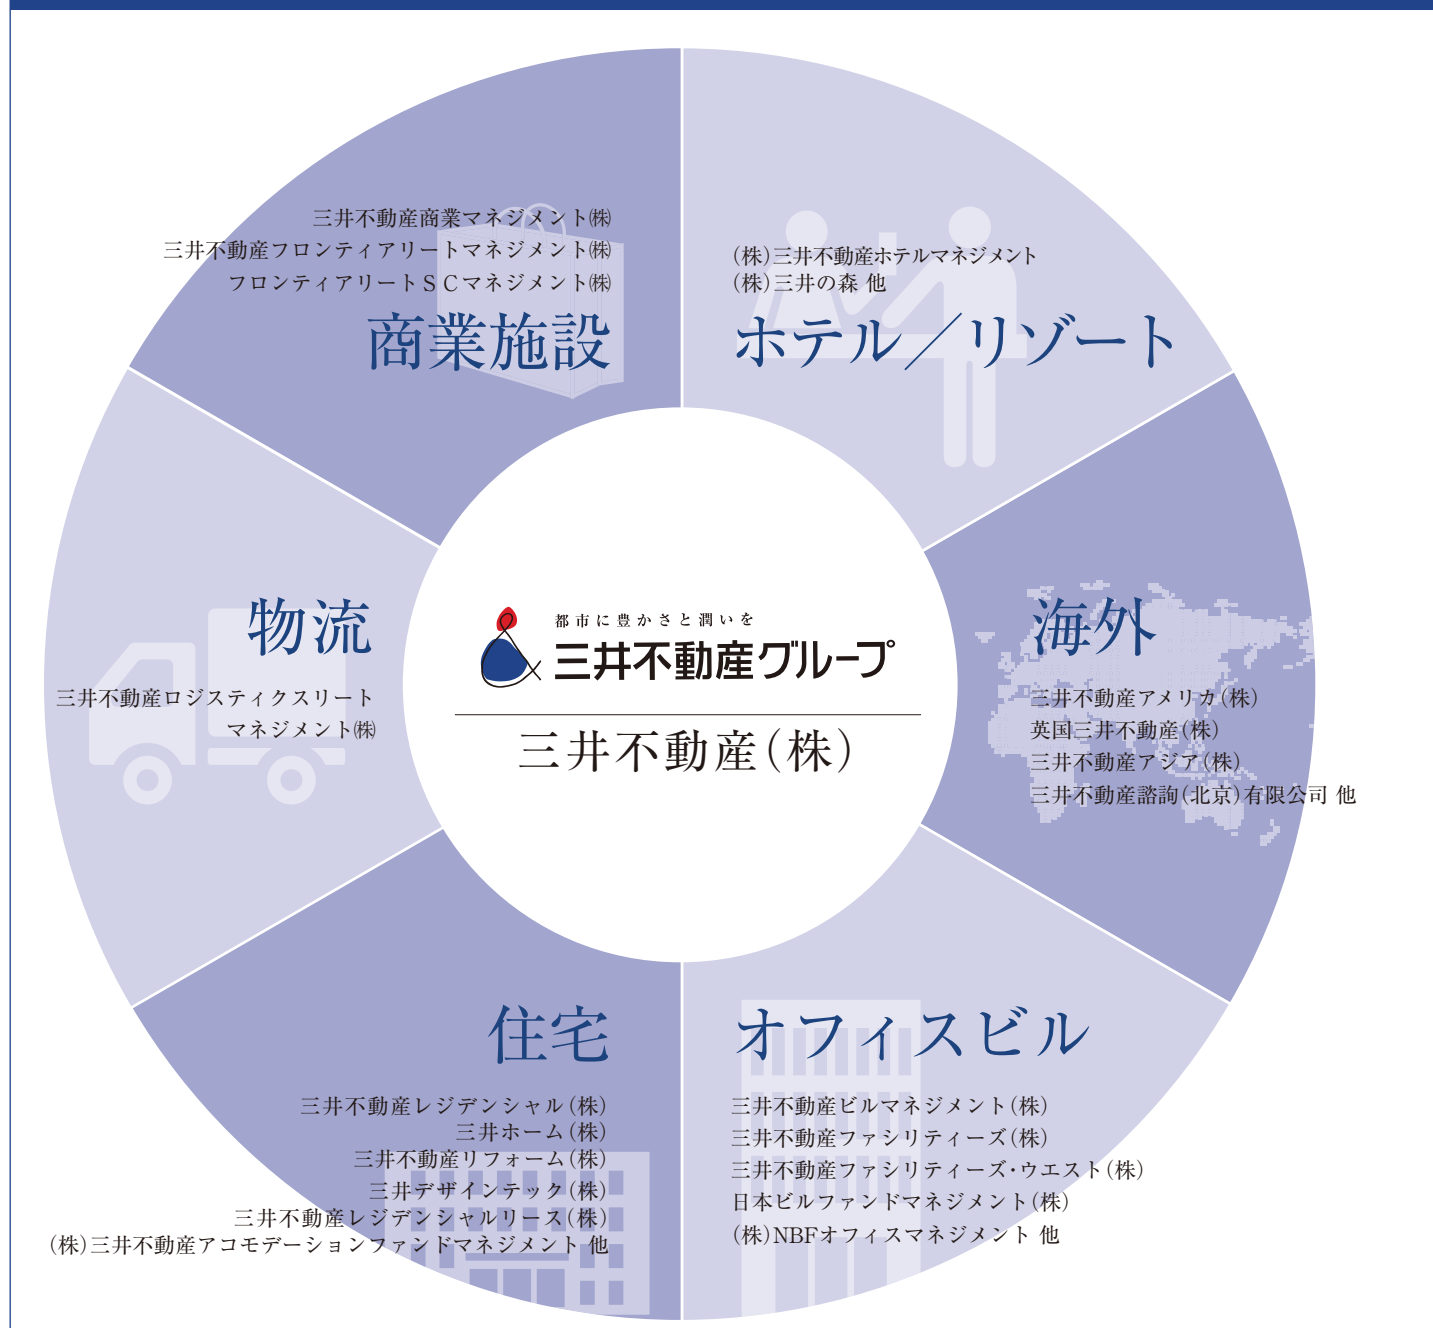 三井不動産商業マネジメント㈱
三井不動産フロンティアリートマネジメント㈱
フロンティアリートＳＣマネジメント㈱
商業施設
(株)三井不動産ホテルマネジメント
(株)三井の森 他
ホテル／リゾート
物流
三井不動産ロジスティクスリート
マネジメント㈱
都市に豊かさと潤いを
三井不動産グループ
三井不動産(株)
海外
三井不動産アメリカ(株)
英国三井不動産(株)
三井不動産アジア(株)
三井不動産諮詢(北京)有限公司 他
住宅
三井不動産レジデンシャル(株)
三井ホーム(株)
三井不動産リフォーム(株)
三井デザインテック(株)
三井不動産レジデンシャルリース(株)
(株)三井不動産アコモデーションファンドマネジメント 他
オフィスビル
三井不動産ビルマネジメント(株)
三井不動産ファシリティーズ(株)
三井不動産ファシリティーズ・ウエスト(株)
日本ビルファンドマネジメント(株)
(株)NBFオフィスマネジメント 他